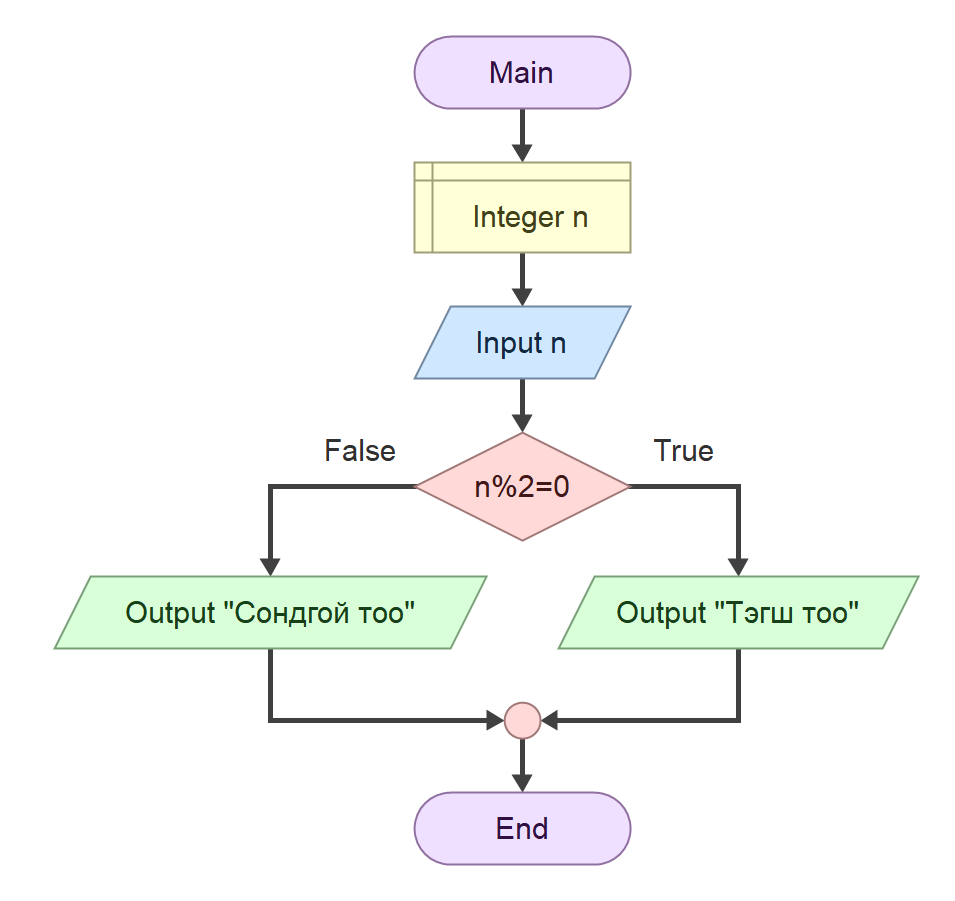 Main
Integer n
Input n
False
True
n%2=0
Output "Сондгой тоо"
Output "Тэгш тоо"
End